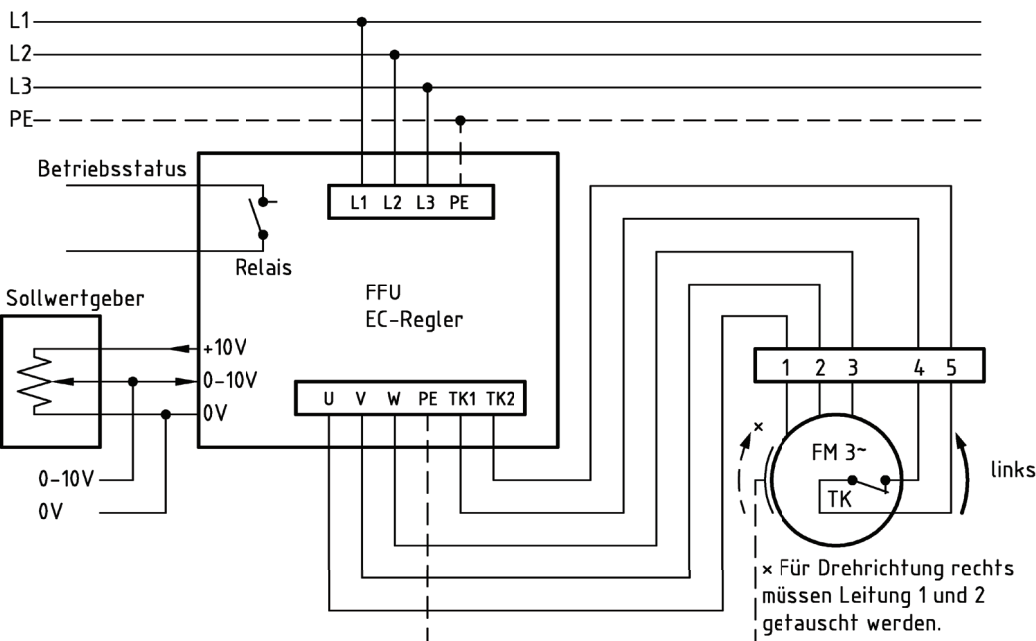 L1
L2
L3
PE
Betriebsstatus
L1 L2 L3 PE
Relais
Sollwertgeber
FFU
EC-Regler
+10V
0-10V
0V
U V W PE TK1 TK2
0-10V
0V
1 2 3 4 5
×
FM 3~
TK
links
× Für Drehrichtung rechts
müssen Leitung 1 und 2
getauscht werden.